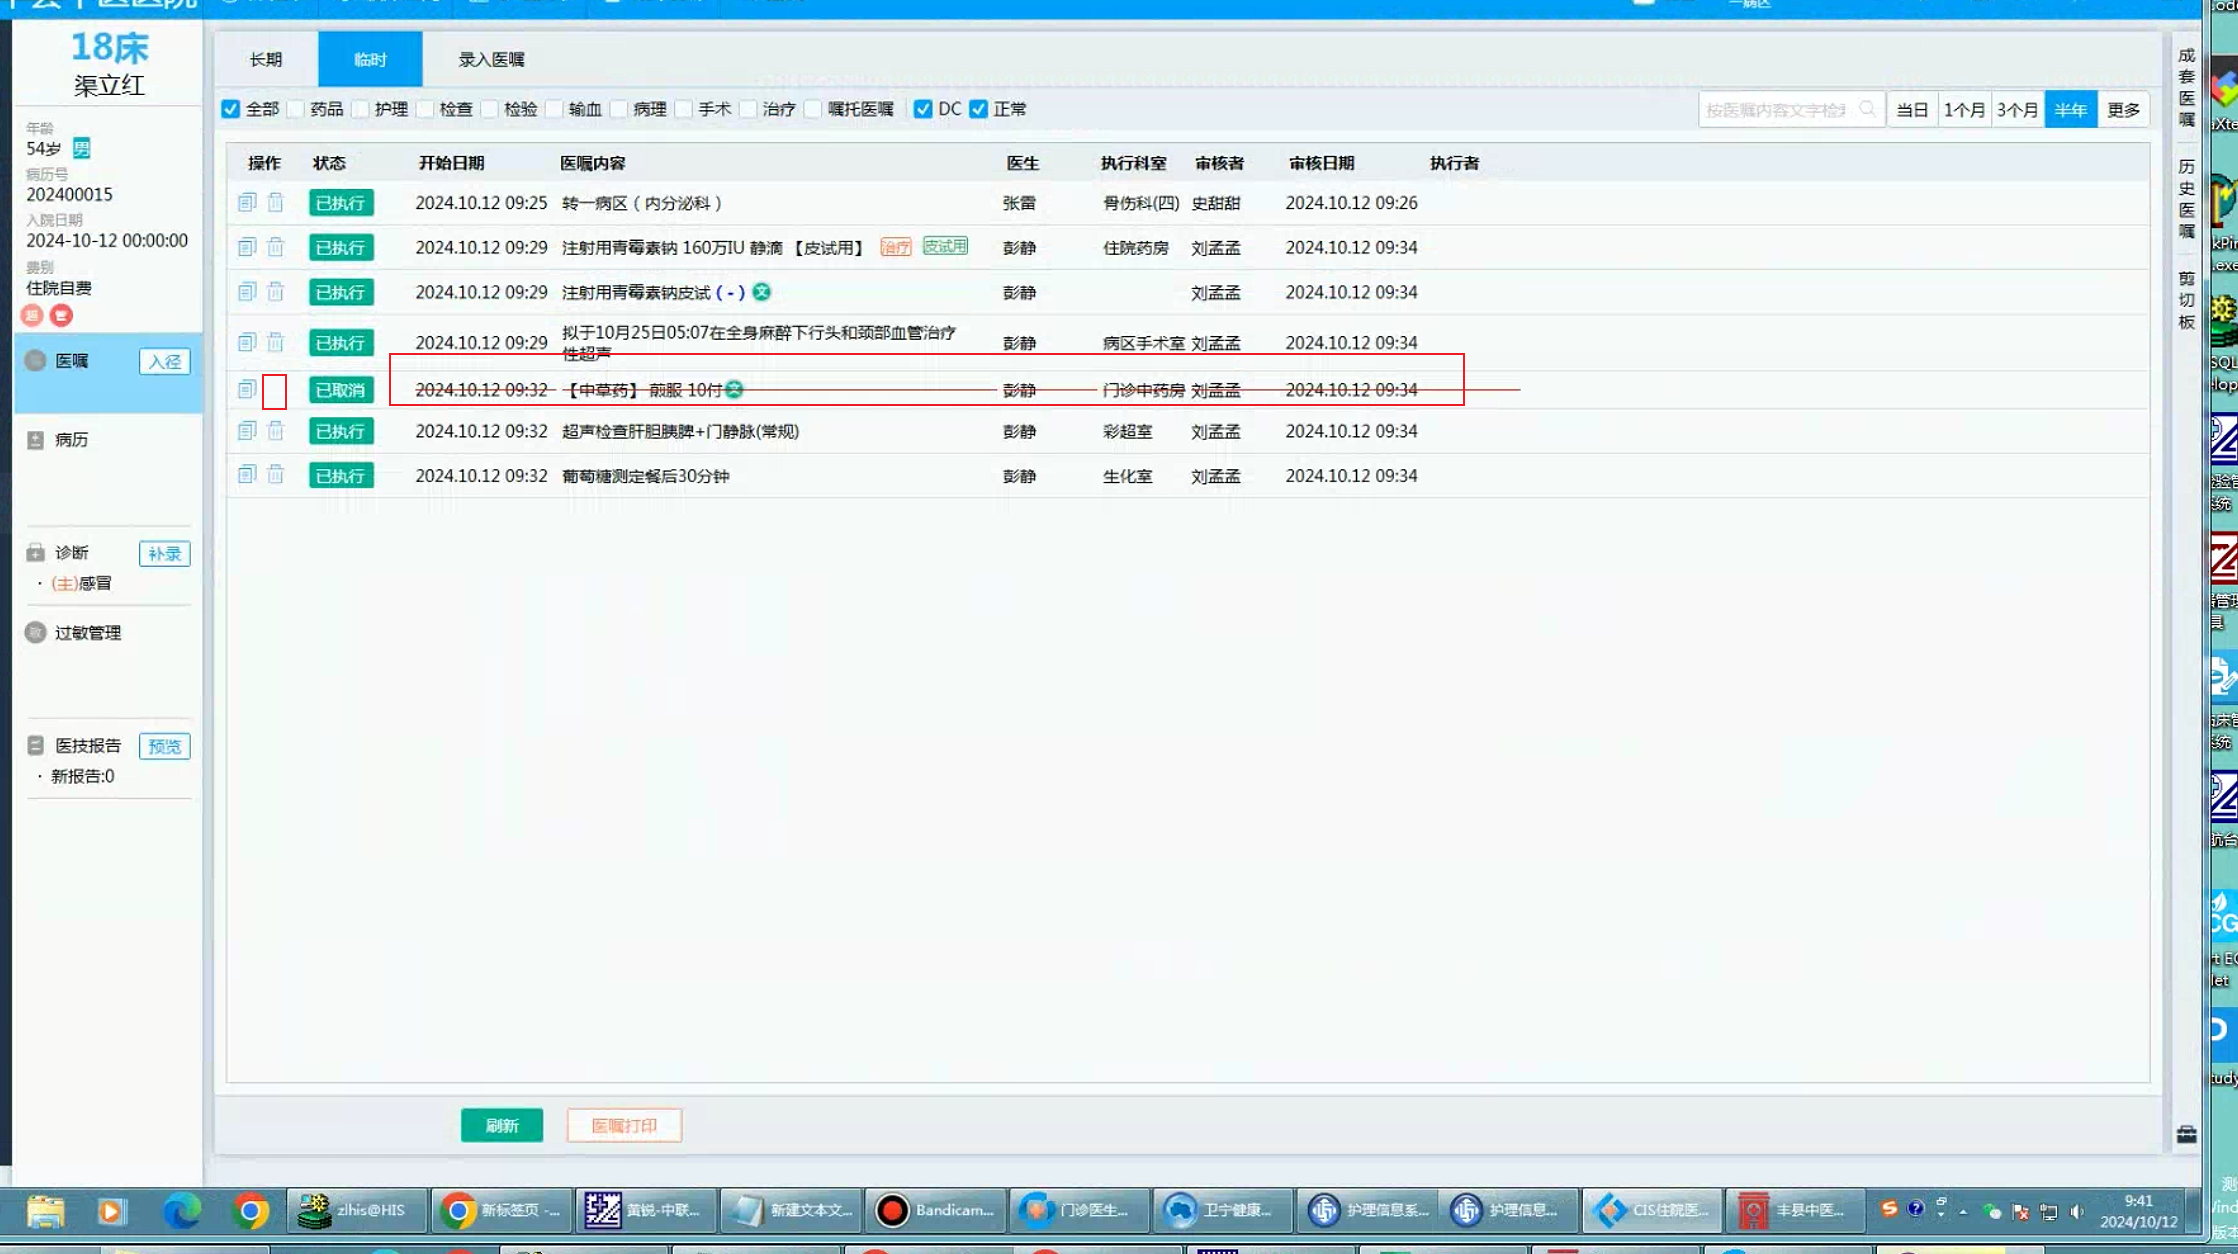 18床
渠立红
年龄
54岁 男
病历号
202400015
入院日期
2024-10-12 00:00:00
费别
住院自费
医嘱 入径
病历
诊断 补录
· (主)感冒
过敏管理
医技报告 预览
· 新报告:0
长期 临时 录入医嘱
全部 药品 护理 检查 检验 输血 病理 手术 治疗 嘱托医嘱 DC 正常
按医嘱内容文字检索 当日 1个月 3个月 半年 更多
操作 状态 开始日期 医嘱内容 医生 执行科室 审核者 审核日期 执行者
已执行 2024.10.12 09:25 转一病区（内分泌科） 张雷 骨伤科(四) 史甜甜 2024.10.12 09:26
已执行 2024.10.12 09:29 注射用青霉素钠 160万IU 静滴 【皮试用】 治疗 皮试用 彭静 住院药房 刘孟孟 2024.10.12 09:34
已执行 2024.10.12 09:29 注射用青霉素钠皮试 ( - ) 文 彭静 刘孟孟 2024.10.12 09:34
已执行 2024.10.12 09:29 拟于10月25日05:07在全身麻醉下行头和颈部血管治疗
性超声 彭静 病区手术室 刘孟孟 2024.10.12 09:34
已取消 2024.10.12 09:32 【中草药】 煎服 10付 文 彭静 门诊中药房 刘孟孟 2024.10.12 09:34
已执行 2024.10.12 09:32 超声检查肝胆胰脾+门静脉(常规) 彭静 彩超室 刘孟孟 2024.10.12 09:34
已执行 2024.10.12 09:32 葡萄糖测定餐后30分钟 彭静 生化室 刘孟孟 2024.10.12 09:34
刷新 医嘱打印
成套医嘱
历史医嘱
剪切板
zlhis@HIS 新标签页 -... 黄锐-中联... 新建文本文... Bandicam... 门诊医生... 卫宁健康... 护理信息系... 护理信息... CIS住院医... 丰县中医...
9:41
2024/10/12